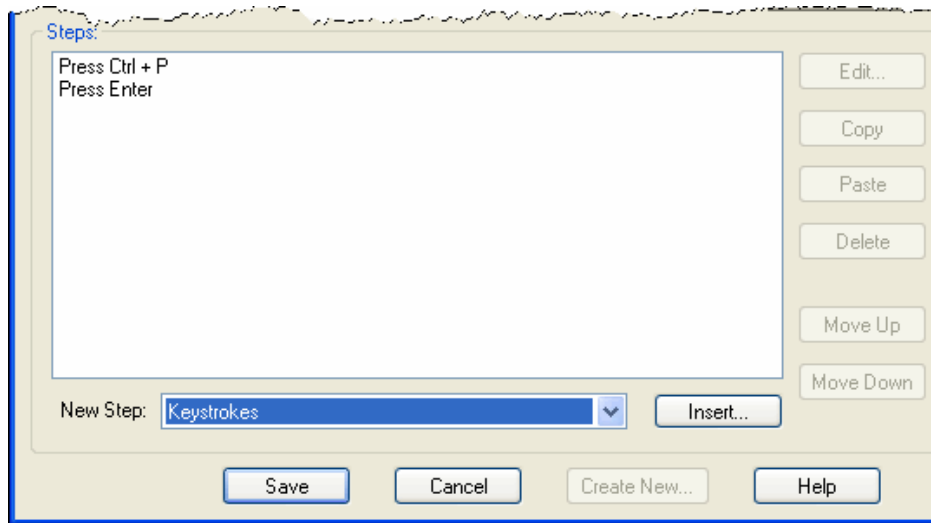 Steps:
Press Ctrl + P
Press Enter
Edit...
Copy
Paste
Delete
Move Up
Move Down
New Step: Keystrokes Insert...
Save Cancel Create New... Help